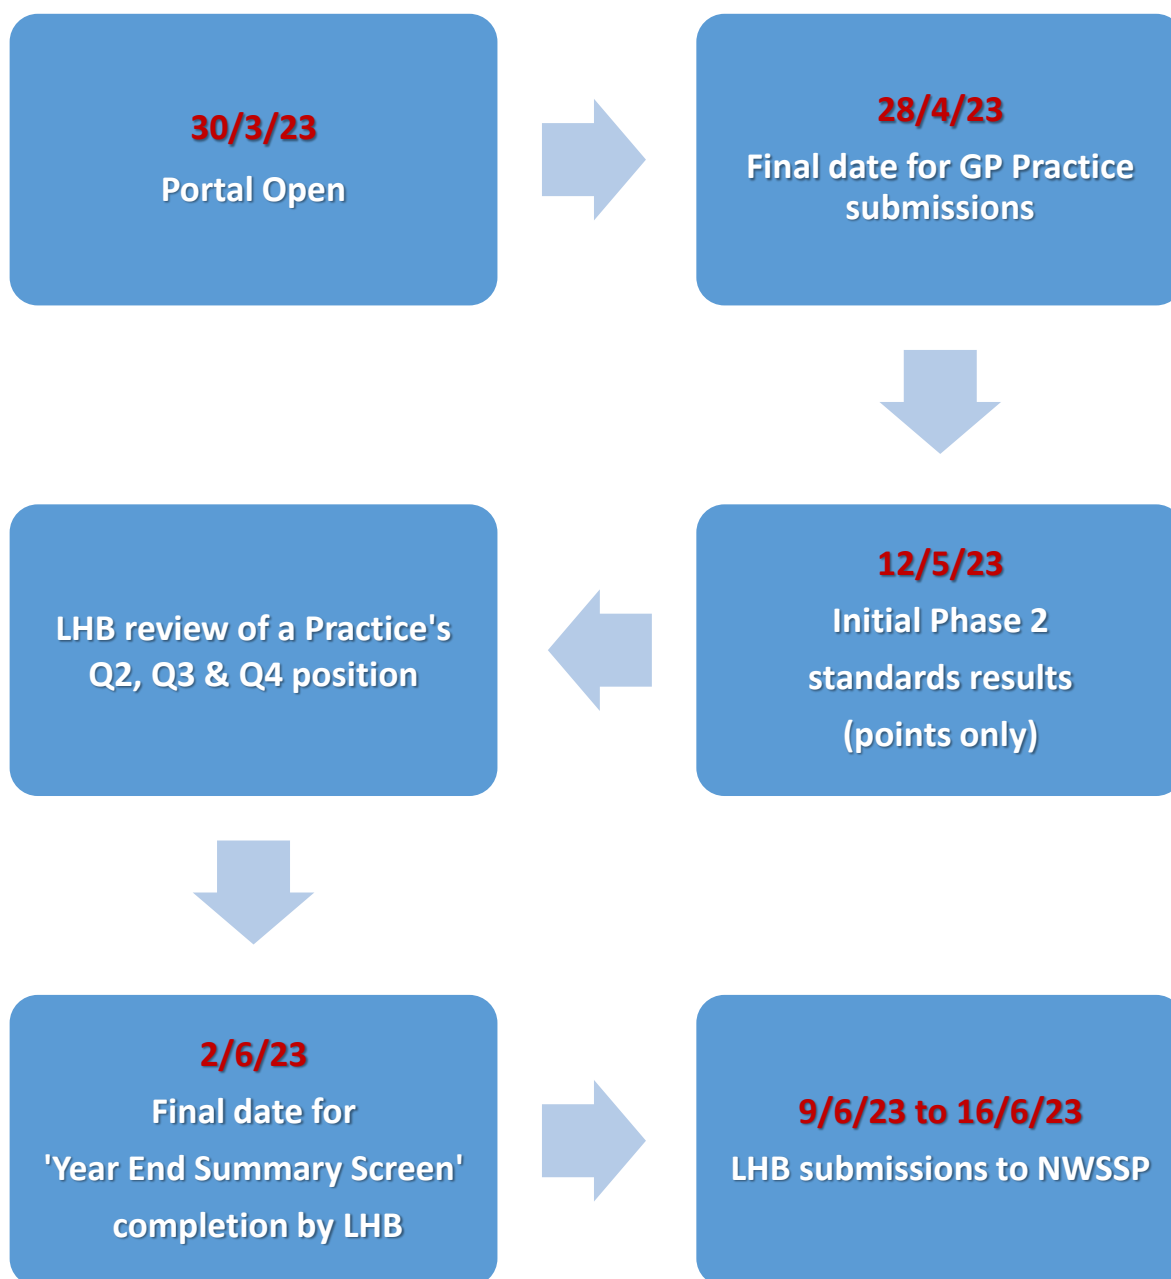 30/3/23
Portal Open
28/4/23
Final date for GP Practice
submissions
12/5/23
Initial Phase 2
standards results
(points only)
LHB review of a Practice's
Q2, Q3 & Q4 position
2/6/23
Final date for
'Year End Summary Screen'
completion by LHB
9/6/23 to 16/6/23
LHB submissions to NWSSP